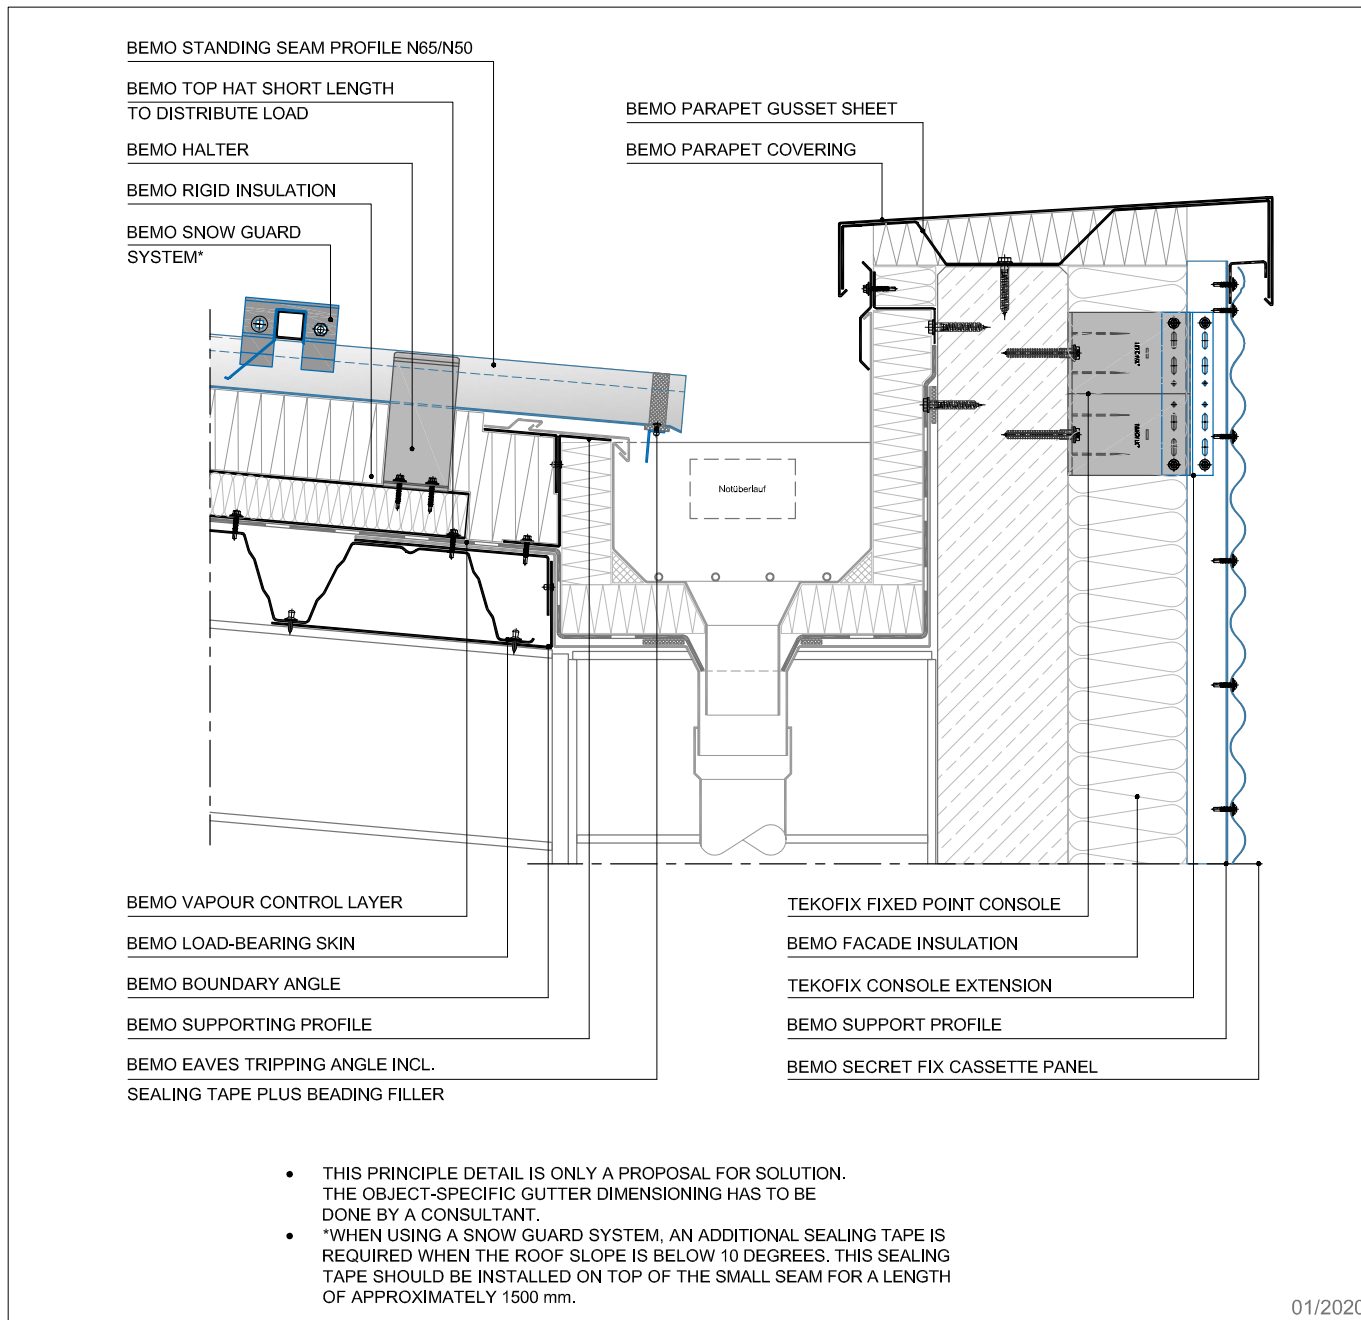 BEMO STANDING SEAM PROFILE N65/N50
BEMO TOP HAT SHORT LENGTH
TO DISTRIBUTE LOAD
BEMO HALTER
BEMO RIGID INSULATION
BEMO SNOW GUARD
SYSTEM*
BEMO PARAPET GUSSET SHEET
BEMO PARAPET COVERING
Notüberlauf
BEMO VAPOUR CONTROL LAYER
BEMO LOAD-BEARING SKIN
BEMO BOUNDARY ANGLE
BEMO SUPPORTING PROFILE
BEMO EAVES TRIPPING ANGLE INCL.
SEALING TAPE PLUS BEADING FILLER
TEKOFIX FIXED POINT CONSOLE
BEMO FACADE INSULATION
TEKOFIX CONSOLE EXTENSION
BEMO SUPPORT PROFILE
BEMO SECRET FIX CASSETTE PANEL
• THIS PRINCIPLE DETAIL IS ONLY A PROPOSAL FOR SOLUTION.
THE OBJECT-SPECIFIC GUTTER DIMENSIONING HAS TO BE
DONE BY A CONSULTANT.
• *WHEN USING A SNOW GUARD SYSTEM, AN ADDITIONAL SEALING TAPE IS
REQUIRED WHEN THE ROOF SLOPE IS BELOW 10 DEGREES. THIS SEALING
TAPE SHOULD BE INSTALLED ON TOP OF THE SMALL SEAM FOR A LENGTH
OF APPROXIMATELY 1500 mm.
01/2020